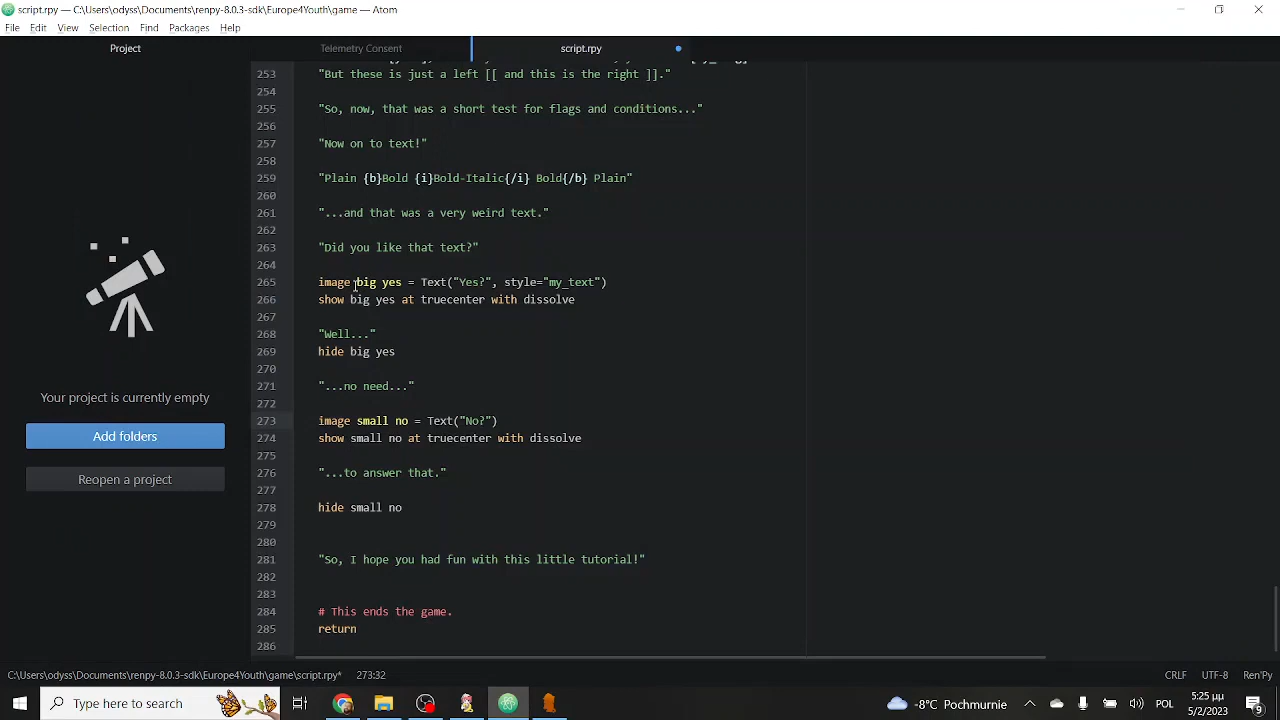 script.rpy — C:\Users\odyss\Documents\renpy-8.0.3-sdk\Europe4Youth\game — Atom
File Edit View Selection Find Packages Help
Project
Telemetry Consent
script.rpy
253 "But these is just a left [[ and this is the right ]]."
254
255 "So, now, that was a short test for flags and conditions..."
256
257 "Now on to text!"
258
259 "Plain {b}Bold {i}Bold-Italic{/i} Bold{/b} Plain"
260
261 "...and that was a very weird text."
262
263 "Did you like that text?"
264
265 image big yes = Text("Yes?", style="my_text")
266 show big yes at truecenter with dissolve
267
268 "Well..."
269 hide big yes
270
271 "...no need..."
272
273 image small no = Text("No?")
274 show small no at truecenter with dissolve
275
276 "...to answer that."
277
278 hide small no
279
280
281 "So, I hope you had fun with this little tutorial!"
282
283
284 # This ends the game.
285 return
286
Your project is currently empty
Add folders
Reopen a project
C:\Users\odyss\Documents\renpy-8.0.3-sdk\Europe4Youth\game\script.rpy* 273:32
CRLF UTF-8 Ren'Py
Type here to search
-8°C Pochmurnie
POL
5:25 μμ
5/2/2023